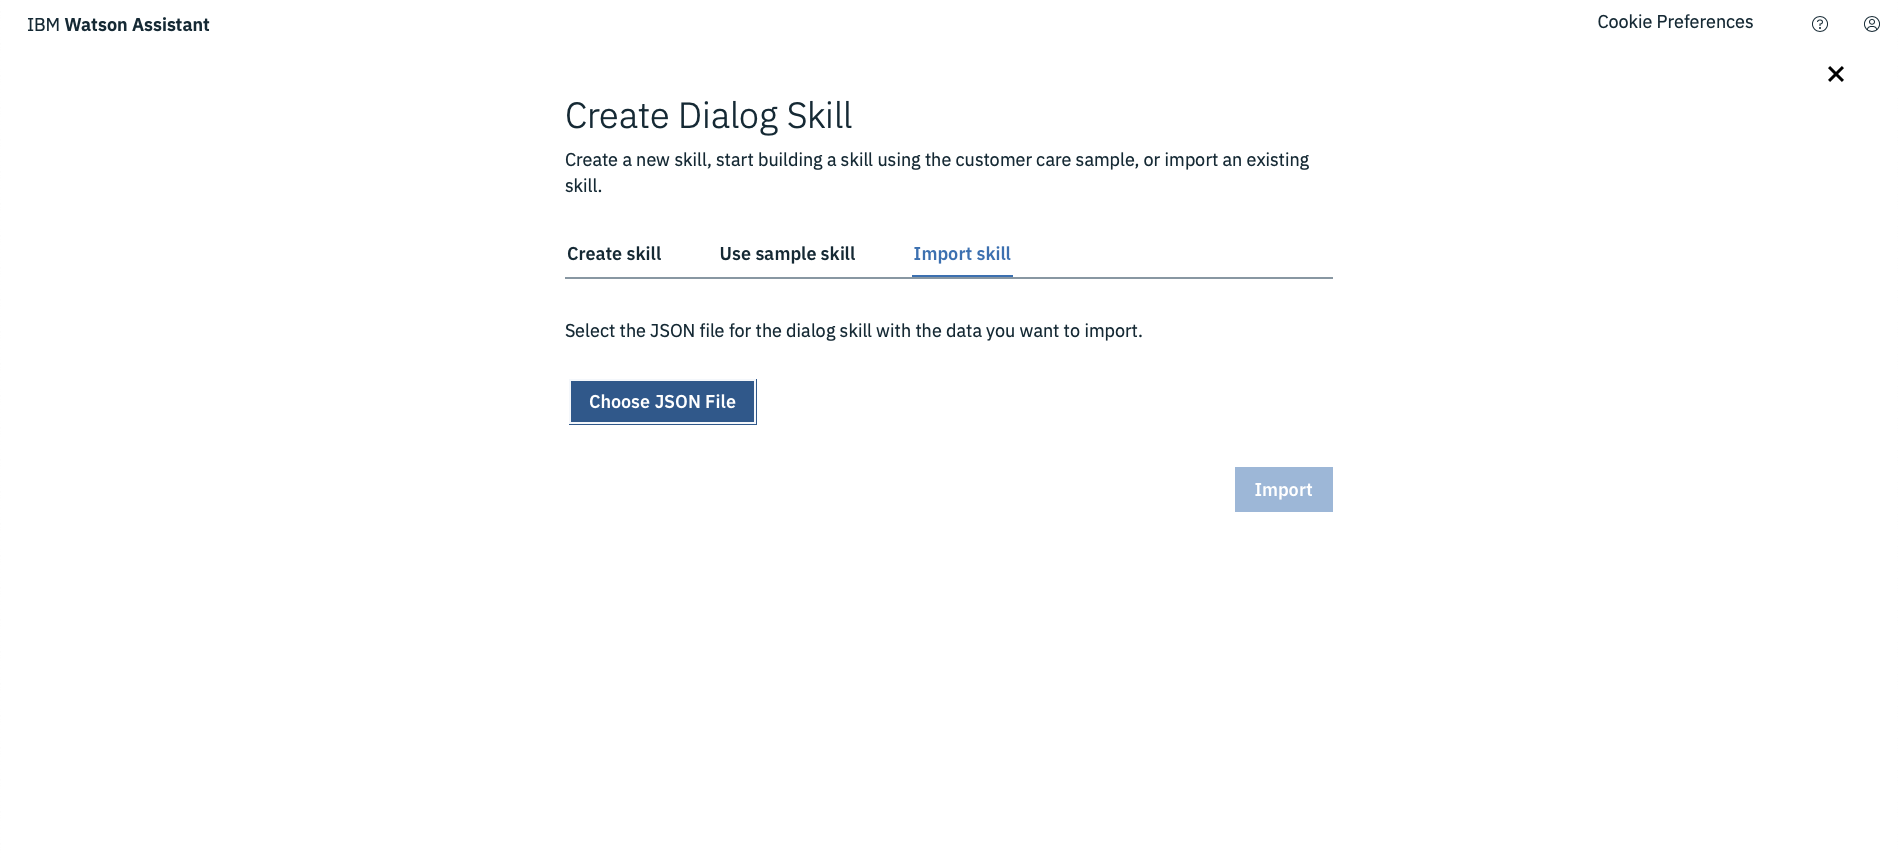 IBM Watson Assistant
Cookie Preferences
Create Dialog Skill
Create a new skill, start building a skill using the customer care sample, or import an existing
skill.
Create skill
Use sample skill
Import skill
Select the JSON file for the dialog skill with the data you want to import.
Choose JSON File
Import